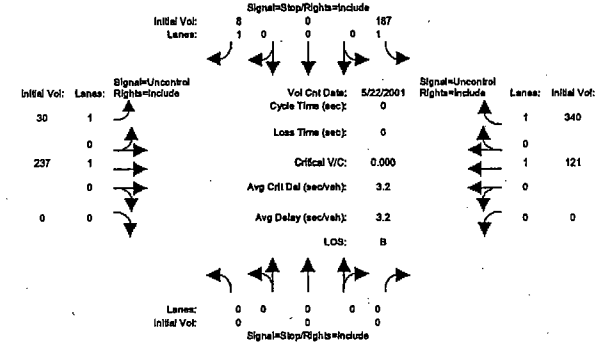 Signal=Stop/Rights=Include
Initial Vol: 8 0 187
Lanes: 1 0 0 0 1
Signal=Uncontrol
Rights=Include
Initial Vol: Lanes:
30 1
0
237 1
0
0 0
Vol Cnt Date: 5/22/2001
Cycle Time (sec): 0
Loss Time (sec): 0
Critical V/C: 0.000
Avg Crit Del (sec/veh): 3.2
Avg Delay (sec/veh): 3.2
LOS: B
Signal=Uncontrol
Rights=Include
Lanes: Initial Vol:
1 340
0
1 121
0
0 0
Lanes: 0 0 0 0 0
Initial Vol: 0 0 0
Signal=Stop/Rights=Include